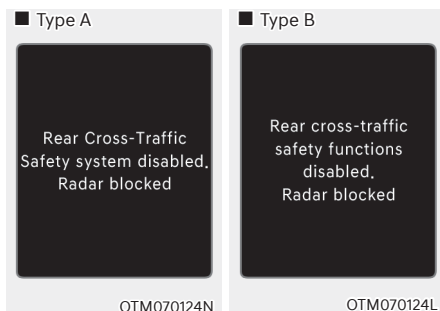 ■ Type A
Rear Cross-Traffic
Safety system disabled.
Radar blocked
OTM070124N
■ Type B
Rear cross-traffic
safety functions
disabled.
Radar blocked
OTM070124L